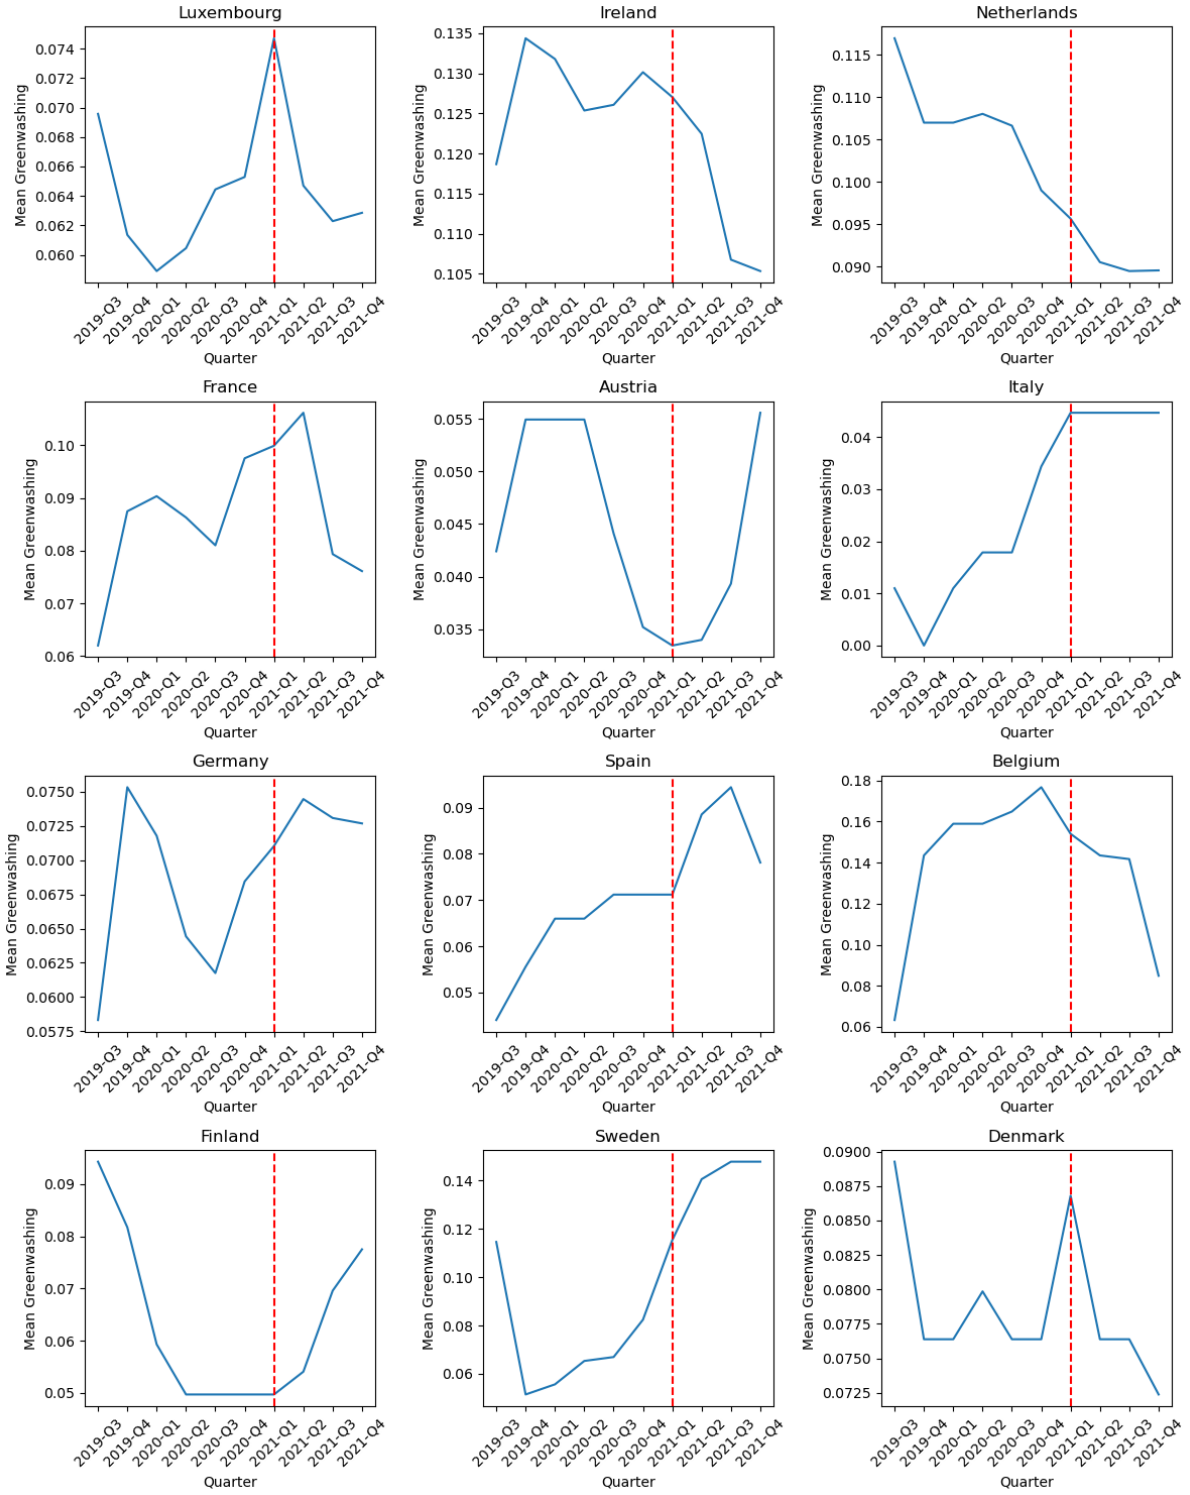 Luxembourg
Mean Greenwashing
0.074
0.072
0.070
0.068
0.066
0.064
0.062
0.060
2019-Q3
2019-Q4
2020-Q1
2020-Q2
2020-Q3
2020-Q4
2021-Q1
2021-Q2
2021-Q3
2021-Q4
Quarter
Ireland
Mean Greenwashing
0.135
0.130
0.125
0.120
0.115
0.110
0.105
2019-Q3
2019-Q4
2020-Q1
2020-Q2
2020-Q3
2020-Q4
2021-Q1
2021-Q2
2021-Q3
2021-Q4
Quarter
Netherlands
Mean Greenwashing
0.115
0.110
0.105
0.100
0.095
0.090
2019-Q3
2019-Q4
2020-Q1
2020-Q2
2020-Q3
2020-Q4
2021-Q1
2021-Q2
2021-Q3
2021-Q4
Quarter
France
Mean Greenwashing
0.10
0.09
0.08
0.07
0.06
2019-Q3
2019-Q4
2020-Q1
2020-Q2
2020-Q3
2020-Q4
2021-Q1
2021-Q2
2021-Q3
2021-Q4
Quarter
Austria
Mean Greenwashing
0.055
0.050
0.045
0.040
0.035
2019-Q3
2019-Q4
2020-Q1
2020-Q2
2020-Q3
2020-Q4
2021-Q1
2021-Q2
2021-Q3
2021-Q4
Quarter
Italy
Mean Greenwashing
0.04
0.03
0.02
0.01
0.00
2019-Q3
2019-Q4
2020-Q1
2020-Q2
2020-Q3
2020-Q4
2021-Q1
2021-Q2
2021-Q3
2021-Q4
Quarter
Germany
Mean Greenwashing
0.0750
0.0725
0.0700
0.0675
0.0650
0.0625
0.0600
0.0575
2019-Q3
2019-Q4
2020-Q1
2020-Q2
2020-Q3
2020-Q4
2021-Q1
2021-Q2
2021-Q3
2021-Q4
Quarter
Spain
Mean Greenwashing
0.09
0.08
0.07
0.06
0.05
2019-Q3
2019-Q4
2020-Q1
2020-Q2
2020-Q3
2020-Q4
2021-Q1
2021-Q2
2021-Q3
2021-Q4
Quarter
Belgium
Mean Greenwashing
0.18
0.16
0.14
0.12
0.10
0.08
0.06
2019-Q3
2019-Q4
2020-Q1
2020-Q2
2020-Q3
2020-Q4
2021-Q1
2021-Q2
2021-Q3
2021-Q4
Quarter
Finland
Mean Greenwashing
0.09
0.08
0.07
0.06
0.05
2019-Q3
2019-Q4
2020-Q1
2020-Q2
2020-Q3
2020-Q4
2021-Q1
2021-Q2
2021-Q3
2021-Q4
Quarter
Sweden
Mean Greenwashing
0.14
0.12
0.10
0.08
0.06
2019-Q3
2019-Q4
2020-Q1
2020-Q2
2020-Q3
2020-Q4
2021-Q1
2021-Q2
2021-Q3
2021-Q4
Quarter
Denmark
Mean Greenwashing
0.0900
0.0875
0.0850
0.0825
0.0800
0.0775
0.0750
0.0725
2019-Q3
2019-Q4
2020-Q1
2020-Q2
2020-Q3
2020-Q4
2021-Q1
2021-Q2
2021-Q3
2021-Q4
Quarter